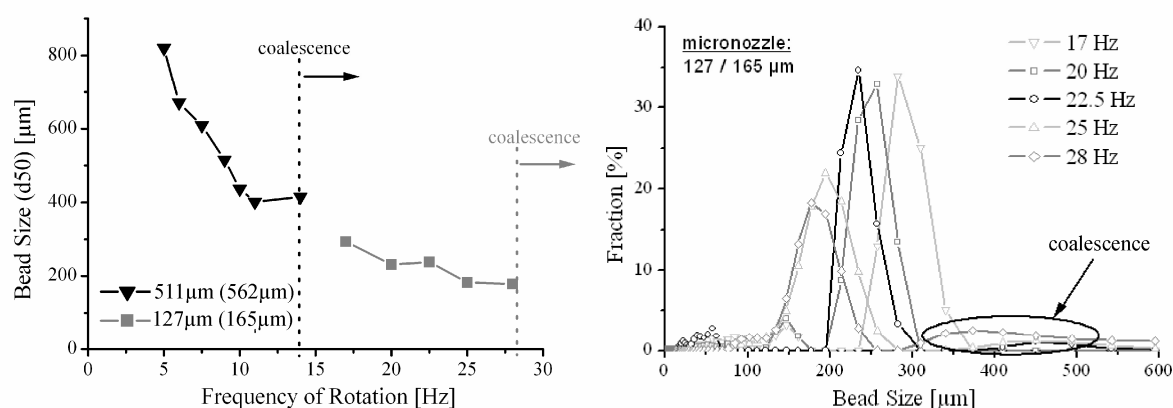 coalescence
coalescence
800
600
400
200
0
Bead Size (d50) [µm]
511µm (562µm)
127µm (165µm)
0 5 10 15 20 25 30
Frequency of Rotation [Hz]
micronozzle:
127 / 165 µm
17 Hz
20 Hz
22.5 Hz
25 Hz
28 Hz
coalescence
40
30
20
10
0
Fraction [%]
0 100 200 300 400 500 600
Bead Size [µm]